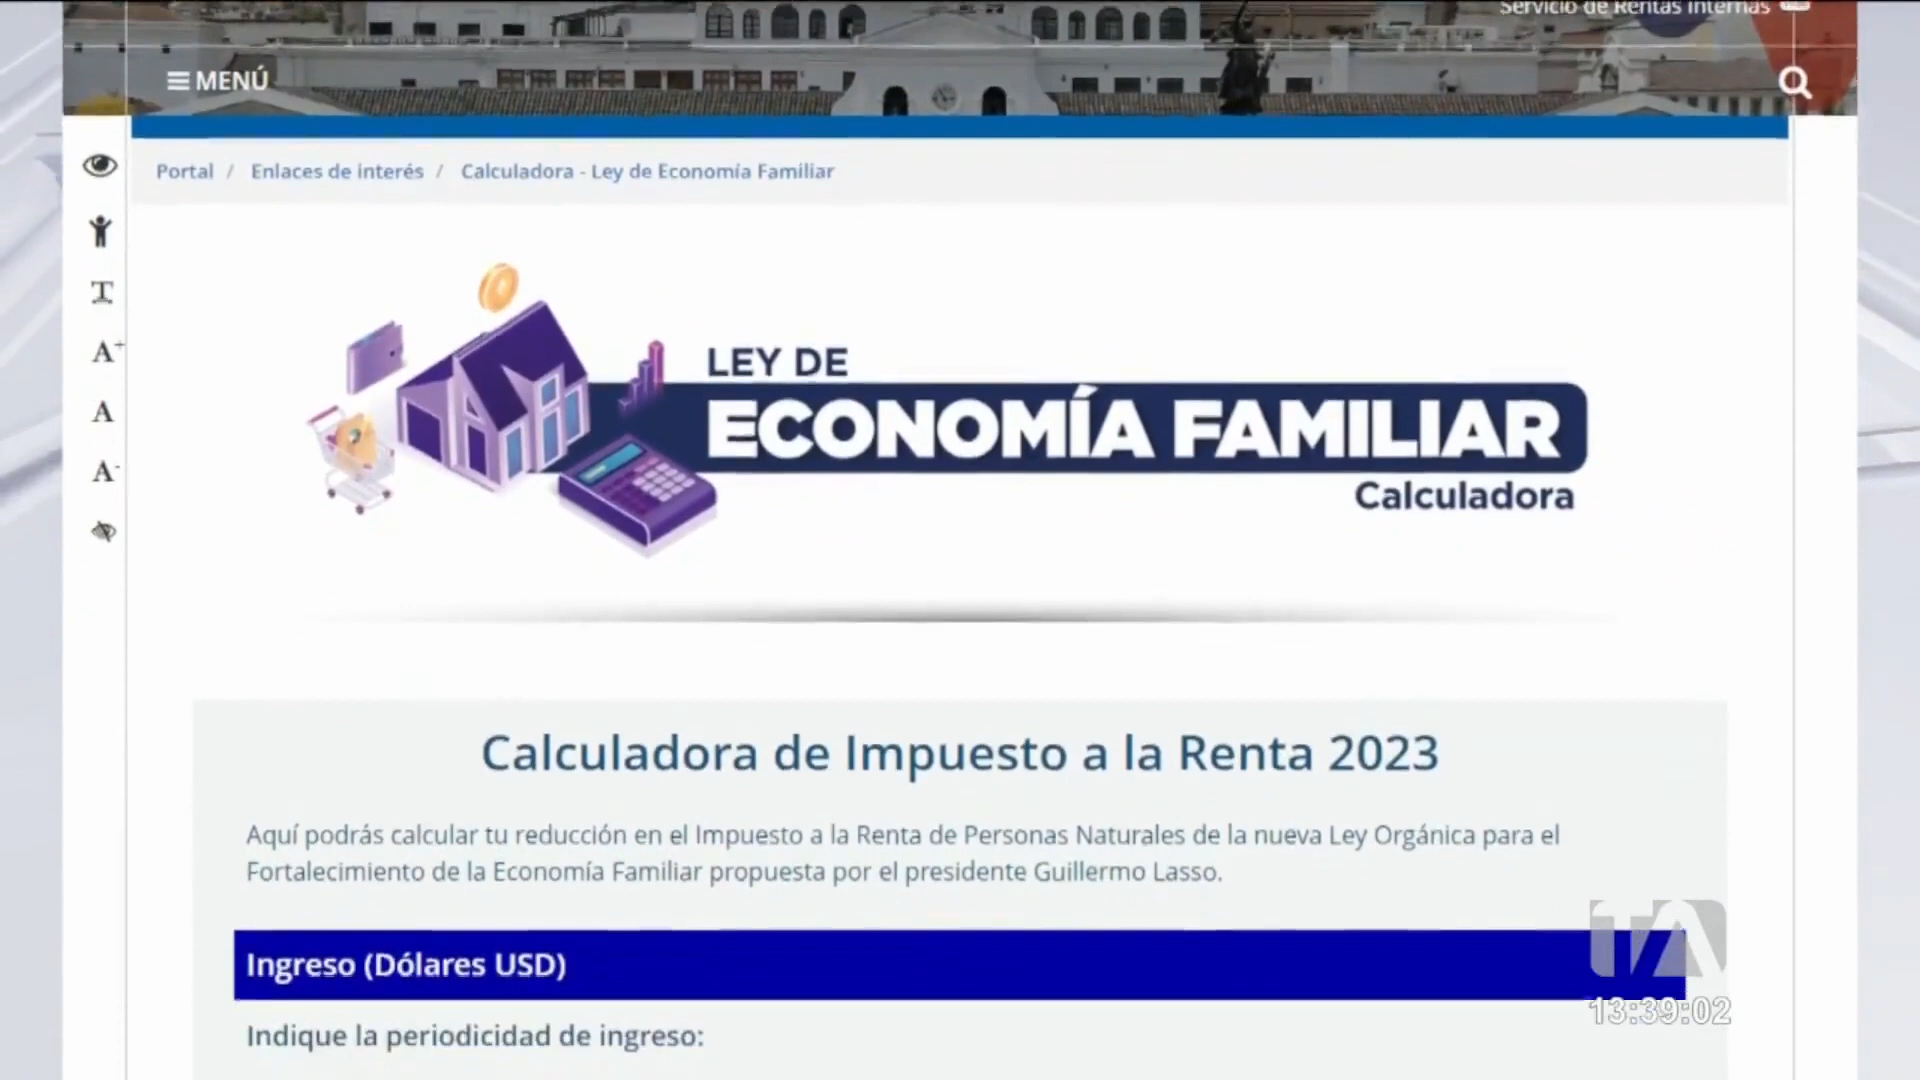 Servicio de Rentas Internas
MENÚ
Portal / Enlaces de interés / Calculadora - Ley de Economía Familiar
T
A+
A
A-
LEY DE
ECONOMÍA FAMILIAR
Calculadora
Calculadora de Impuesto a la Renta 2023
Aquí podrás calcular tu reducción en el Impuesto a la Renta de Personas Naturales de la nueva Ley Orgánica para el
Fortalecimiento de la Economía Familiar propuesta por el presidente Guillermo Lasso.
Ingreso (Dólares USD)
TA
13:39:02
Indique la periodicidad de ingreso: